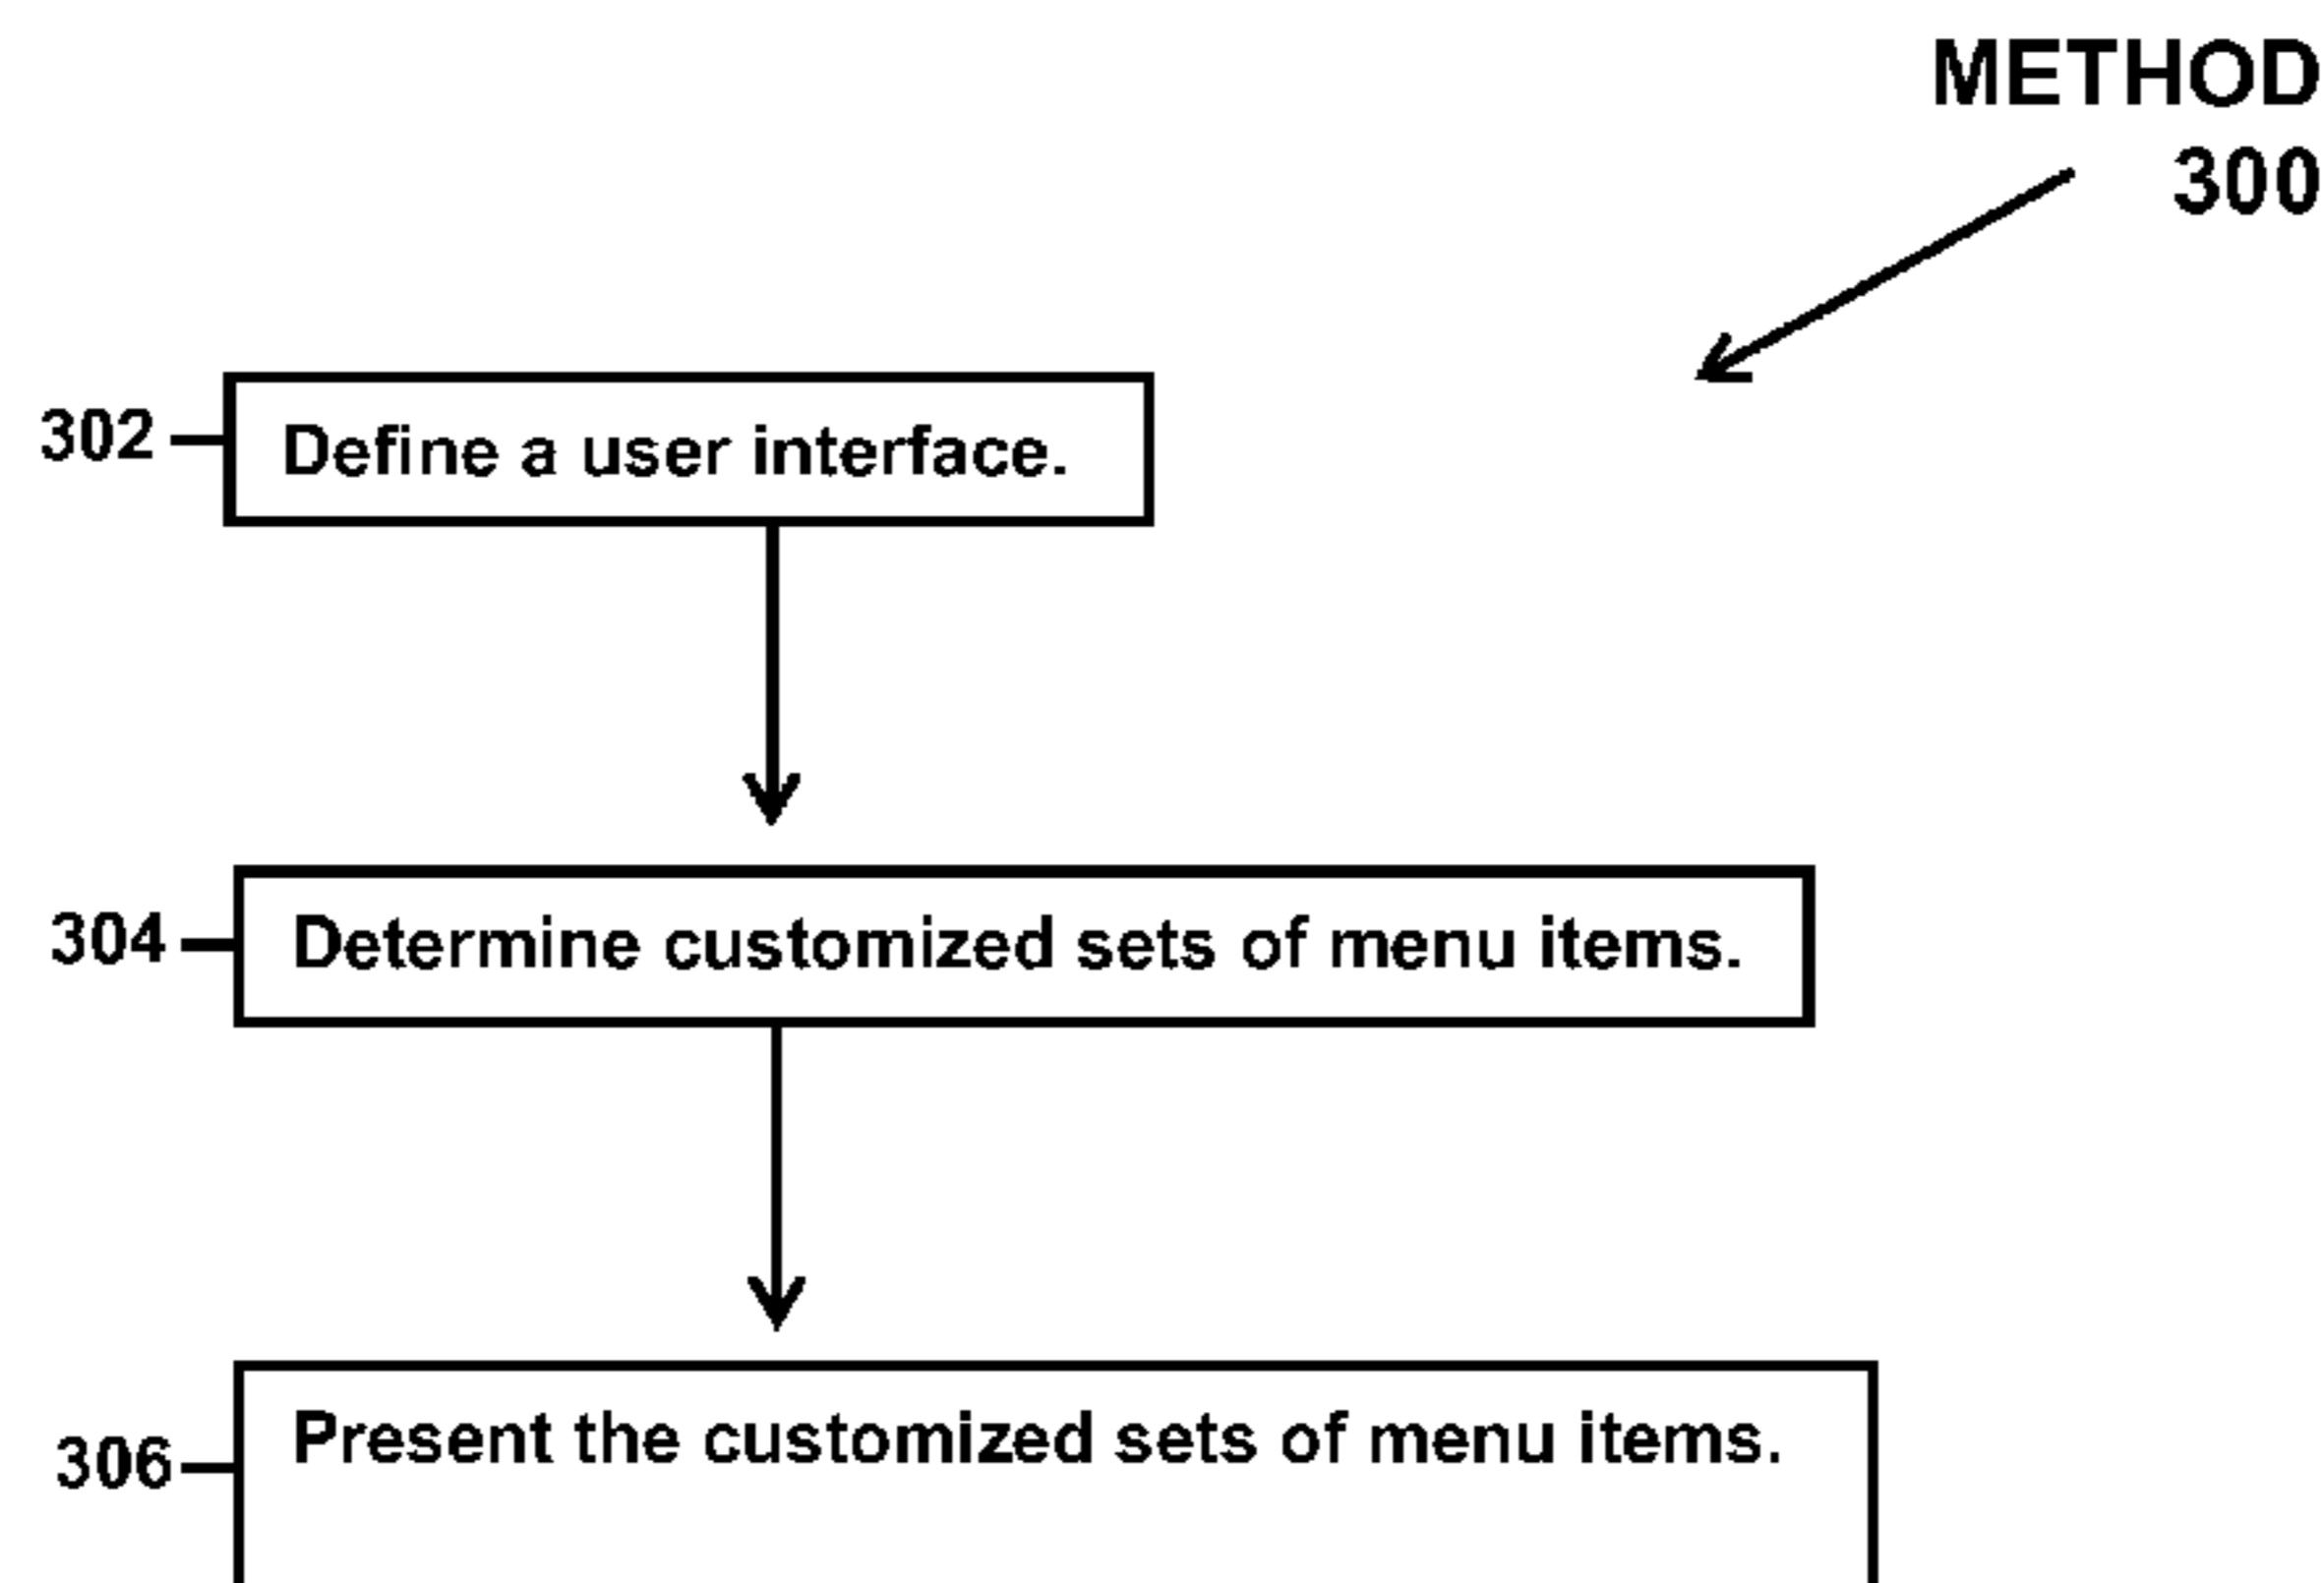 METHOD
300
302
Define a user interface.
304
Determine customized sets of menu items.
306
Present the customized sets of menu items.